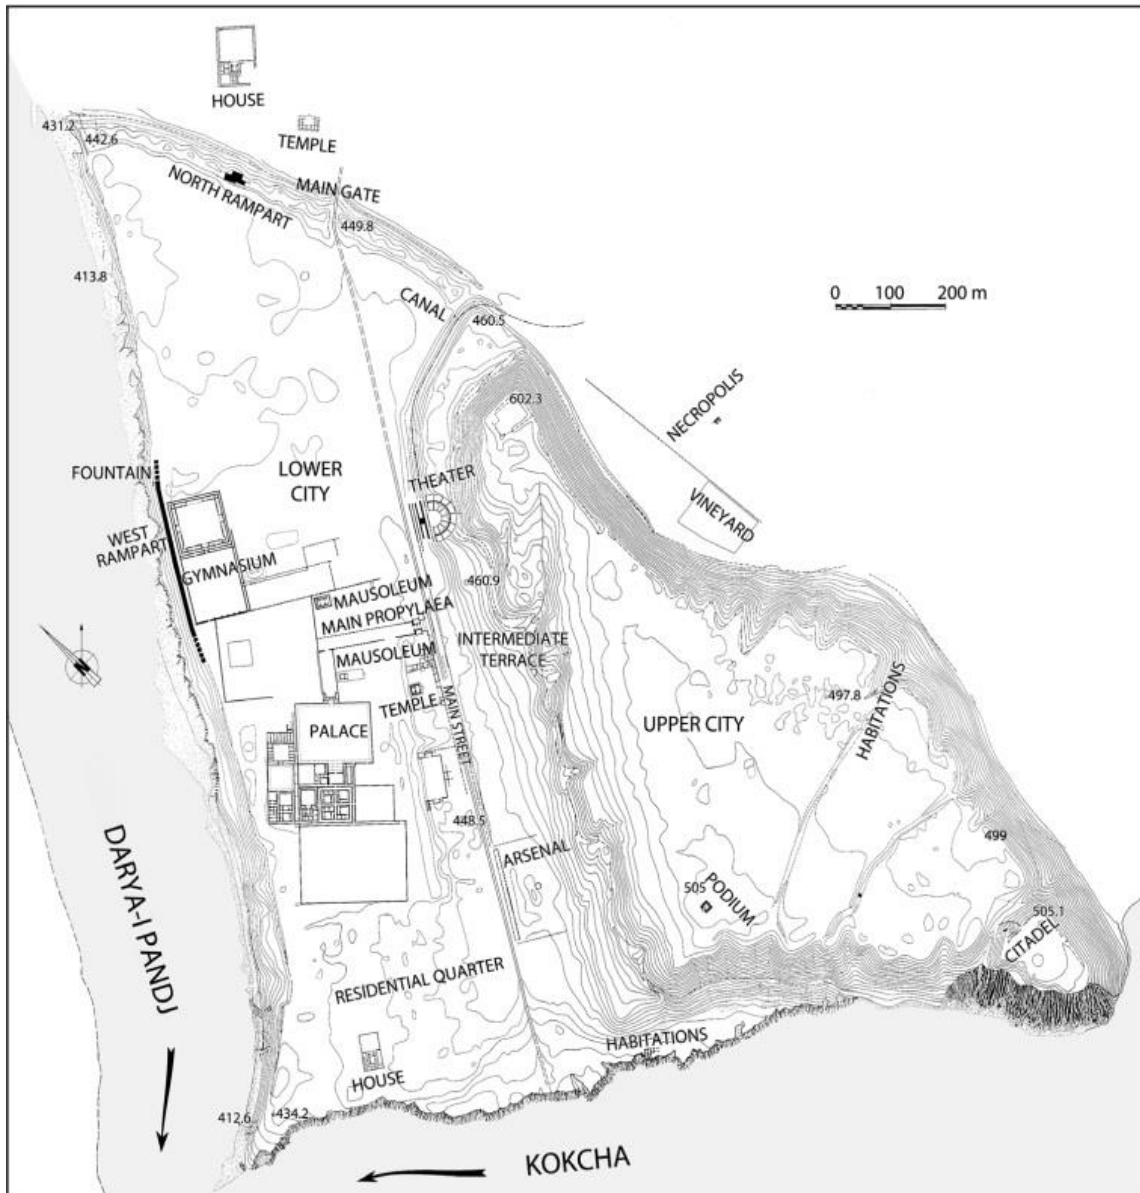 HOUSE
TEMPLE
431.2
442.6
NORTH RAMPART
MAIN GATE
449.8
413.8
CANAL
460.5
0 100 200 m
602.3
NECROPOLIS
VINEYARD
FOUNTAIN
LOWER
CITY
THEATER
WEST
RAMPART
GYMNASIUM
460.9
MAUSOLEUM
MAIN PROPYLAEA
MAUSOLEUM
INTERMEDIATE
TERRACE
N
TEMPLE
MAIN STREET
PALACE
UPPER CITY
497.8
HABITATIONS
448.5
ARSENAL
499
505
PODIUM
505.1
CITADEL
DARYA-I PANDJ
RESIDENTIAL QUARTER
HABITATIONS
HOUSE
412.6
434.2
KOKCHA